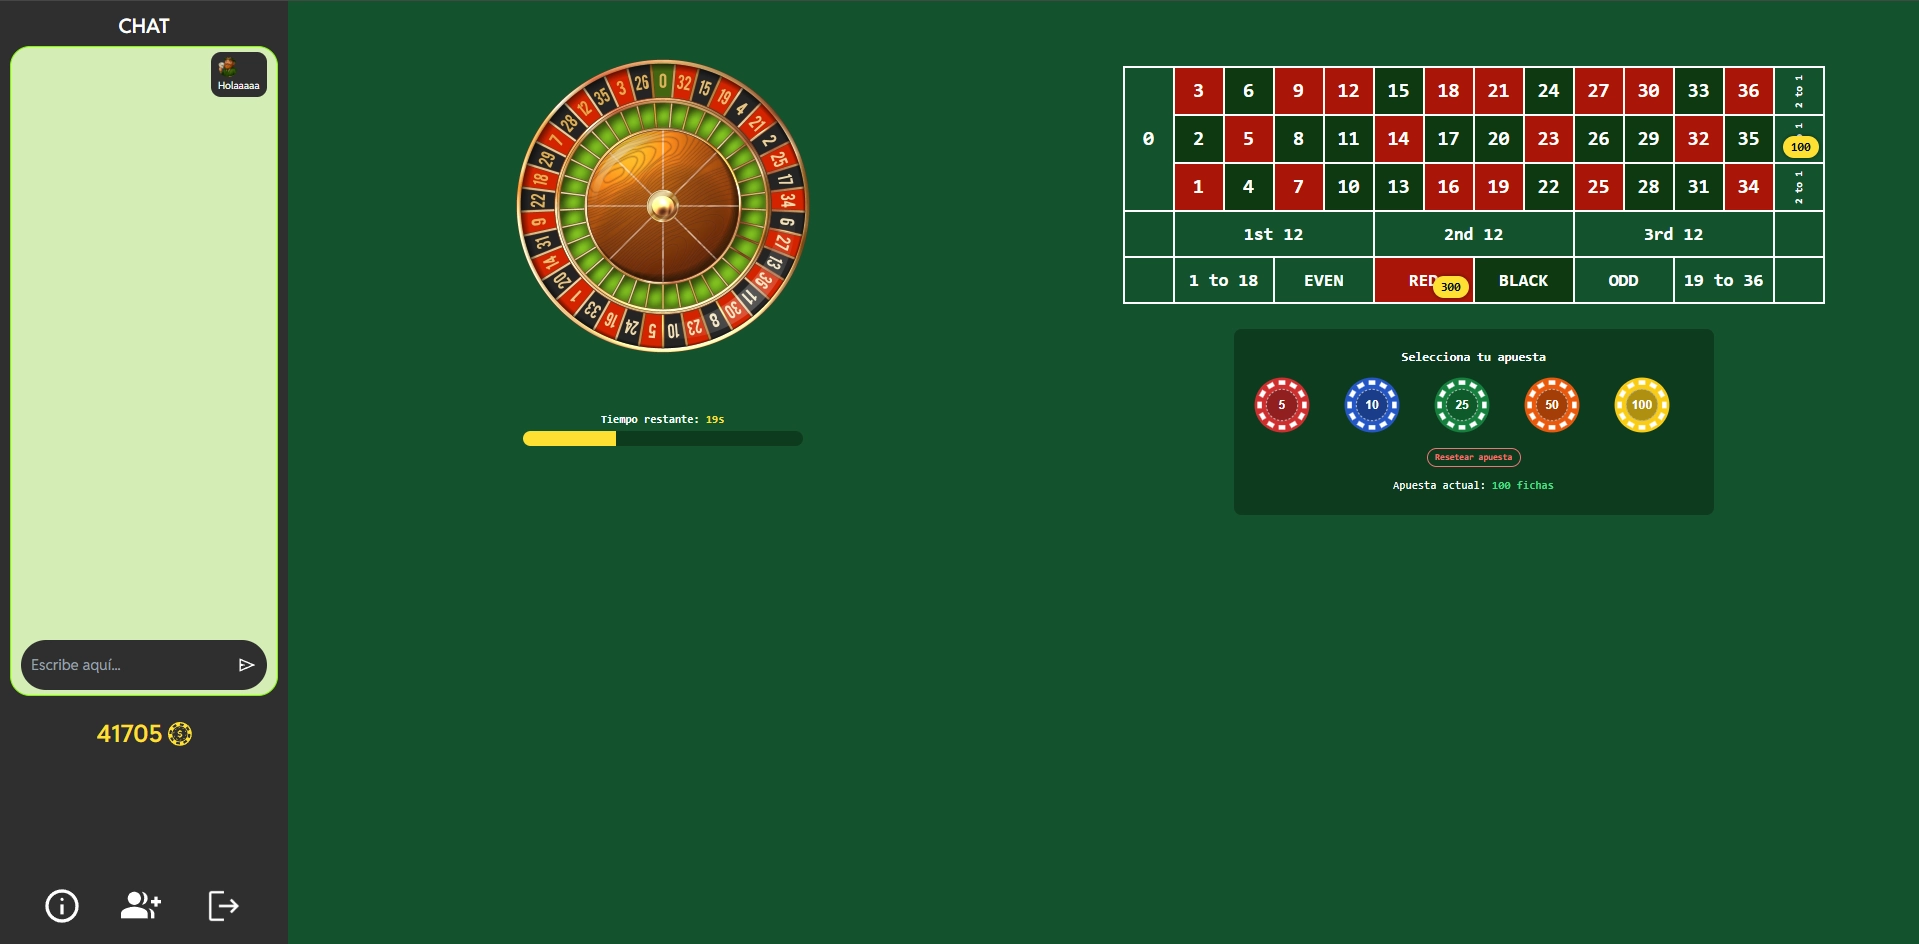 CHAT
Holaaaaa
Escribe aquí...
41705
0 32 15 19 4 21 2 25 17 34 6 27 13 36 11 30 8 23 10 5 24 16 33 1 20 14 31 9 22 18 29 7 28 12 35 3 26
Tiempo restante: 19s
3 6 9 12 15 18 21 24 27 30 33 36 2 to 1
0 2 5 8 11 14 17 20 23 26 29 32 35 1 100
1 4 7 10 13 16 19 22 25 28 31 34 2 to 1
1st 12 2nd 12 3rd 12
1 to 18 EVEN RED 300 BLACK ODD 19 to 36
Selecciona tu apuesta
5 10 25 50 100
Resetear apuesta
Apuesta actual: 100 fichas